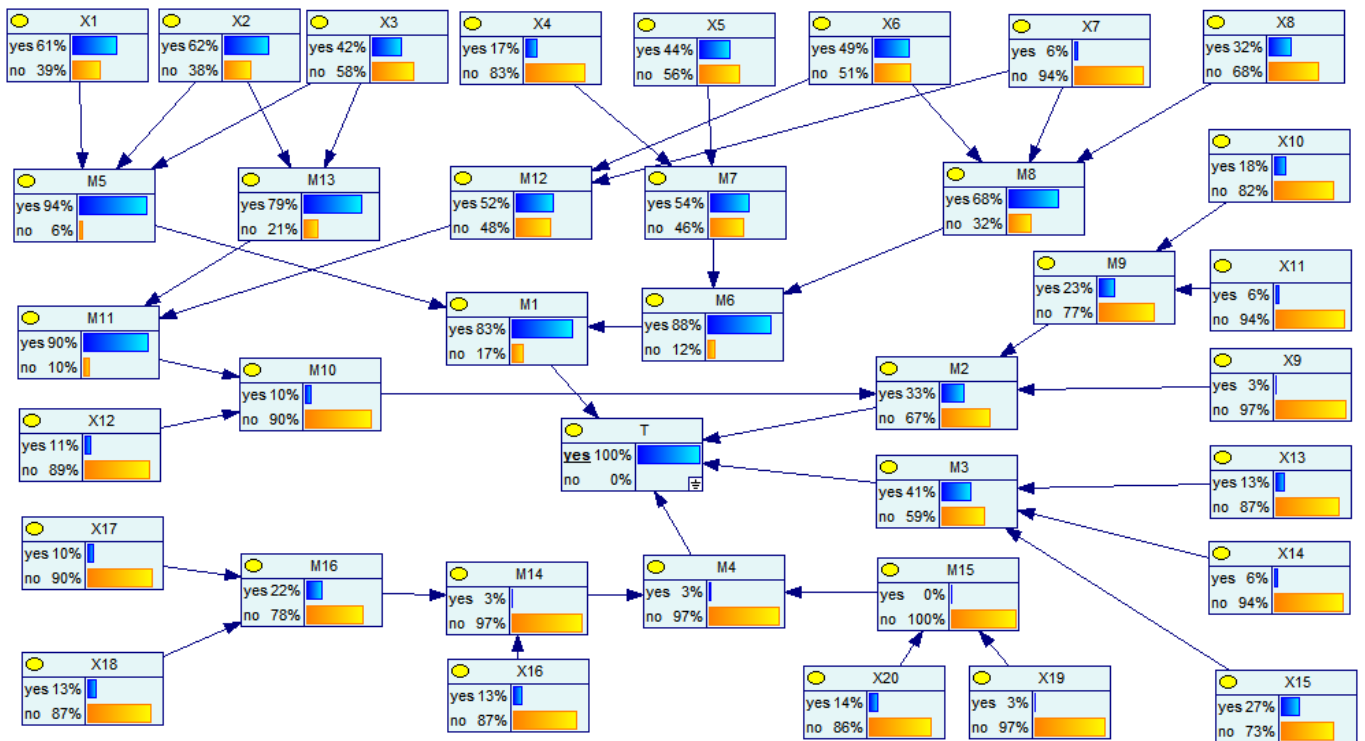 X1
yes 61%
no 39%
X2
yes 62%
no 38%
X3
yes 42%
no 58%
X4
yes 17%
no 83%
X5
yes 44%
no 56%
X6
yes 49%
no 51%
X7
yes 6%
no 94%
X8
yes 32%
no 68%
X10
yes 18%
no 82%
M5
yes 94%
no 6%
M13
yes 79%
no 21%
M12
yes 52%
no 48%
M7
yes 54%
no 46%
M8
yes 68%
no 32%
M9
yes 23%
no 77%
X11
yes 6%
no 94%
M11
yes 90%
no 10%
M1
yes 83%
no 17%
M6
yes 88%
no 12%
M10
yes 10%
no 90%
M2
yes 33%
no 67%
X9
yes 3%
no 97%
X12
yes 11%
no 89%
T
yes 100%
no 0%
M3
yes 41%
no 59%
X13
yes 13%
no 87%
X17
yes 10%
no 90%
M16
yes 22%
no 78%
M14
yes 3%
no 97%
M4
yes 3%
no 97%
M15
yes 0%
no 100%
X14
yes 6%
no 94%
X18
yes 13%
no 87%
X16
yes 13%
no 87%
X20
yes 14%
no 86%
X19
yes 3%
no 97%
X15
yes 27%
no 73%